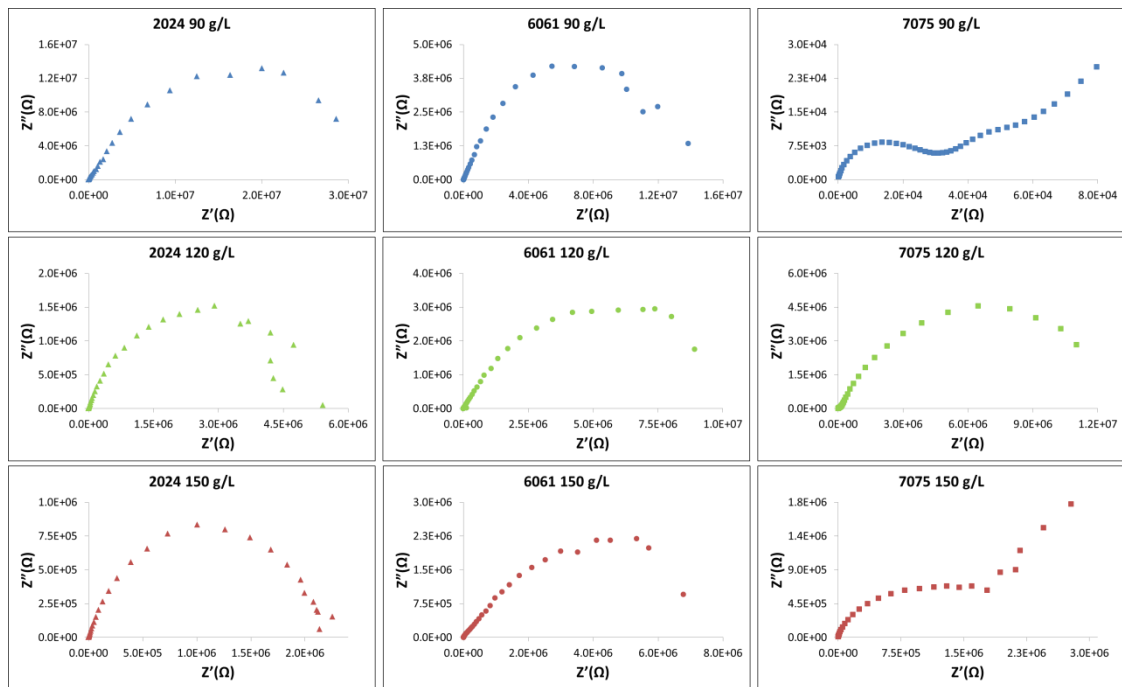 2024 90 g/L
1.6E+07
1.2E+07
8.0E+06
4.0E+06
0.0E+00
Z''(Ω)
0.0E+00 1.0E+07 2.0E+07 3.0E+07
Z'(Ω)
6061 90 g/L
5.0E+06
3.8E+06
2.5E+06
1.3E+06
0.0E+00
Z''(Ω)
0.0E+00 4.0E+06 8.0E+06 1.2E+07 1.6E+07
Z'(Ω)
7075 90 g/L
3.0E+04
2.3E+04
1.5E+04
7.5E+03
0.0E+00
Z''(Ω)
0.0E+00 2.0E+04 4.0E+04 6.0E+04 8.0E+04
Z'(Ω)
2024 120 g/L
2.0E+06
1.5E+06
1.0E+06
5.0E+05
0.0E+00
Z''(Ω)
0.0E+00 1.5E+06 3.0E+06 4.5E+06 6.0E+06
Z'(Ω)
6061 120 g/L
4.0E+06
3.0E+06
2.0E+06
1.0E+06
0.0E+00
Z''(Ω)
0.0E+00 2.5E+06 5.0E+06 7.5E+06 1.0E+07
Z'(Ω)
7075 120 g/L
6.0E+06
4.5E+06
3.0E+06
1.5E+06
0.0E+00
Z''(Ω)
0.0E+00 3.0E+06 6.0E+06 9.0E+06 1.2E+07
Z'(Ω)
2024 150 g/L
1.0E+06
7.5E+05
5.0E+05
2.5E+05
0.0E+00
Z''(Ω)
0.0E+00 5.0E+05 1.0E+06 1.5E+06 2.0E+06
Z'(Ω)
6061 150 g/L
3.0E+06
2.3E+06
1.5E+06
7.5E+05
0.0E+00
Z''(Ω)
0.0E+00 2.0E+06 4.0E+06 6.0E+06 8.0E+06
Z'(Ω)
7075 150 g/L
1.8E+06
1.4E+06
9.0E+05
4.5E+05
0.0E+00
Z''(Ω)
0.0E+00 7.5E+05 1.5E+06 2.3E+06 3.0E+06
Z'(Ω)